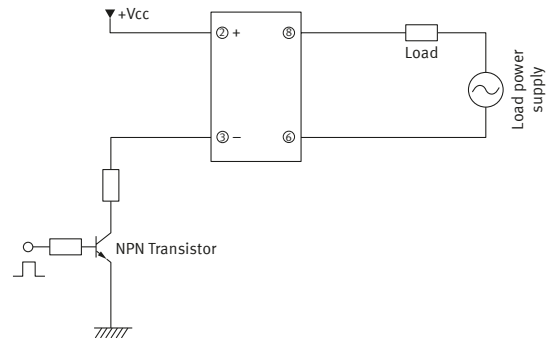 +Vcc
② +
⑧
Load
③ −
⑥
Load power
supply
NPN Transistor